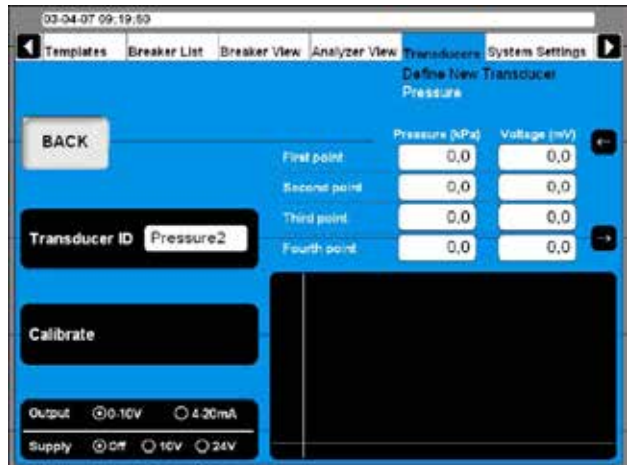 03-04-07 09:19:50
Templates Breaker List Breaker View Analyzer View Transducers System Settings
Define New Transducer
Pressure
BACK
Pressure (kPa) Voltage (mV)
First point 0,0 0,0
Second point 0,0 0,0
Third point 0,0 0,0
Fourth point 0,0 0,0
Transducer ID Pressure2
Calibrate
Output 0-10V 4-20mA
Supply Off 10V 24V